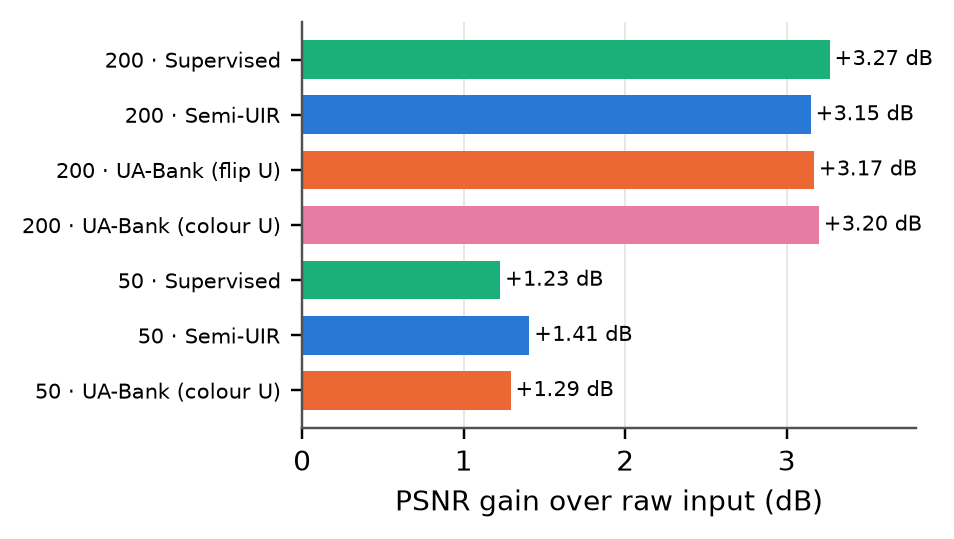 200 · Supervised +3.27 dB
200 · Semi-UIR +3.15 dB
200 · UA-Bank (flip U) +3.17 dB
200 · UA-Bank (colour U) +3.20 dB
50 · Supervised +1.23 dB
50 · Semi-UIR +1.41 dB
50 · UA-Bank (colour U) +1.29 dB
0 1 2 3
PSNR gain over raw input (dB)